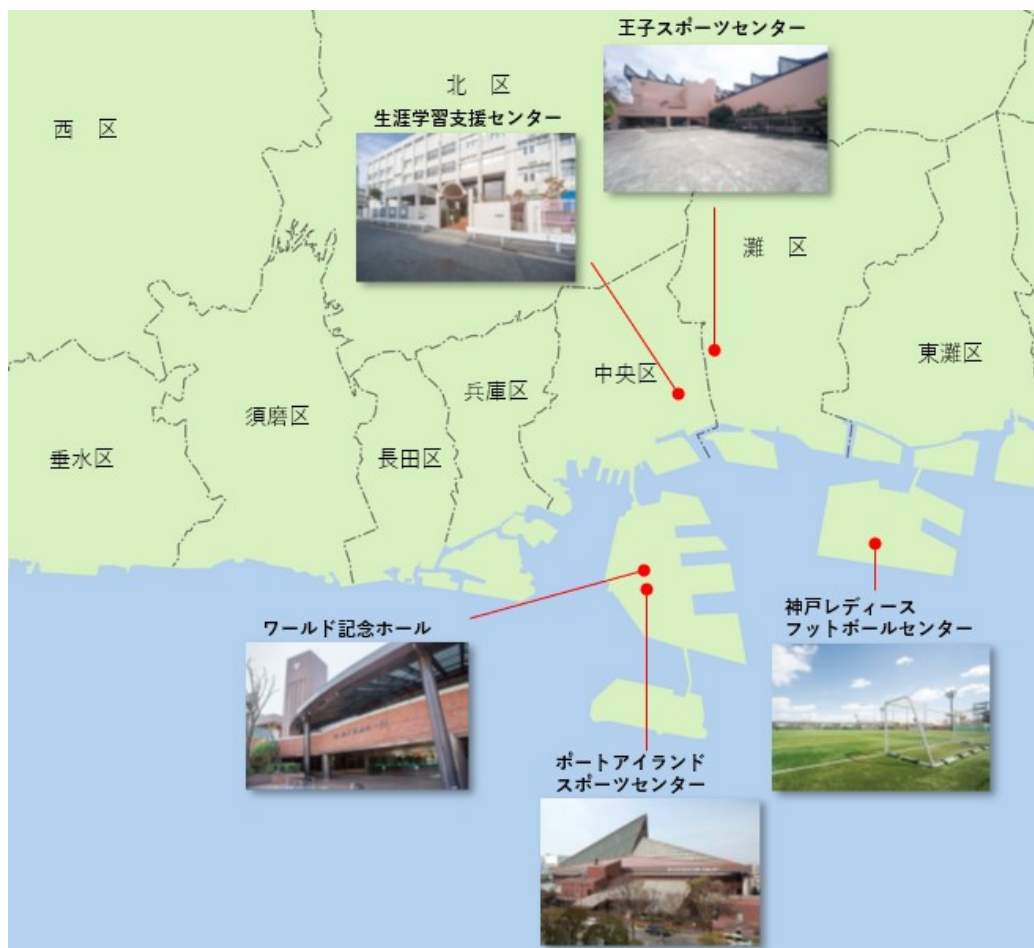 王子スポーツセンター
北 区
生涯学習支援センター
西 区
灘 区
東灘区
中央区
兵庫区
須磨区
長田区
垂水区
ワールド記念ホール
神戸レディース
フットボールセンター
ポートアイランド
スポーツセンター